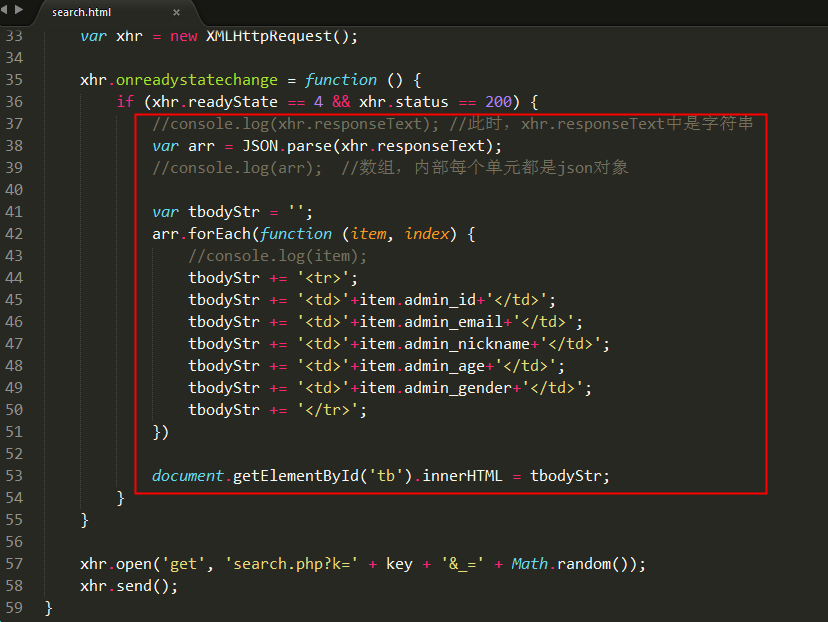 search.html ×
33 var xhr = new XMLHttpRequest();
34
35 xhr.onreadystatechange = function () {
36 if (xhr.readyState == 4 && xhr.status == 200) {
37 //console.log(xhr.responseText); //此时，xhr.responseText中是字符串
38 var arr = JSON.parse(xhr.responseText);
39 //console.log(arr);  //数组，内部每个单元都是json对象
40
41 var tbodyStr = '';
42 arr.forEach(function (item, index) {
43 //console.log(item);
44 tbodyStr += '<tr>';
45 tbodyStr += '<td>'+item.admin_id+'</td>';
46 tbodyStr += '<td>'+item.admin_email+'</td>';
47 tbodyStr += '<td>'+item.admin_nickname+'</td>';
48 tbodyStr += '<td>'+item.admin_age+'</td>';
49 tbodyStr += '<td>'+item.admin_gender+'</td>';
50 tbodyStr += '</tr>';
51 })
52
53 document.getElementById('tb').innerHTML = tbodyStr;
54 }
55 }
56
57 xhr.open('get', 'search.php?k=' + key + '&_=' + Math.random());
58 xhr.send();
59 }